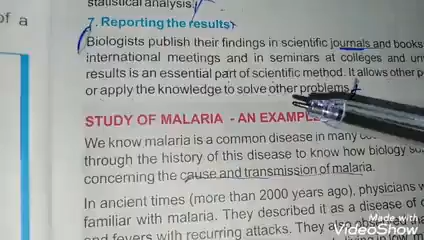 statistical analysis.
of a
7. Reporting the results
Biologists publish their findings in scientific journals and books
international meetings and in seminars at colleges and
results is an essential part of scientific method. It allows other
or apply the knowledge to solve other problems.
STUDY OF MALARIA - AN
We know malaria is a common disease in many
through the history of this disease to know how biology
concerning the cause and transmission of malaria.
In ancient times (more than 2000 years ago), physicians
familiar with malaria. They described it as a disease of
and fevers with recurring attacks. They also observed
living in low
Made with
VideoShow